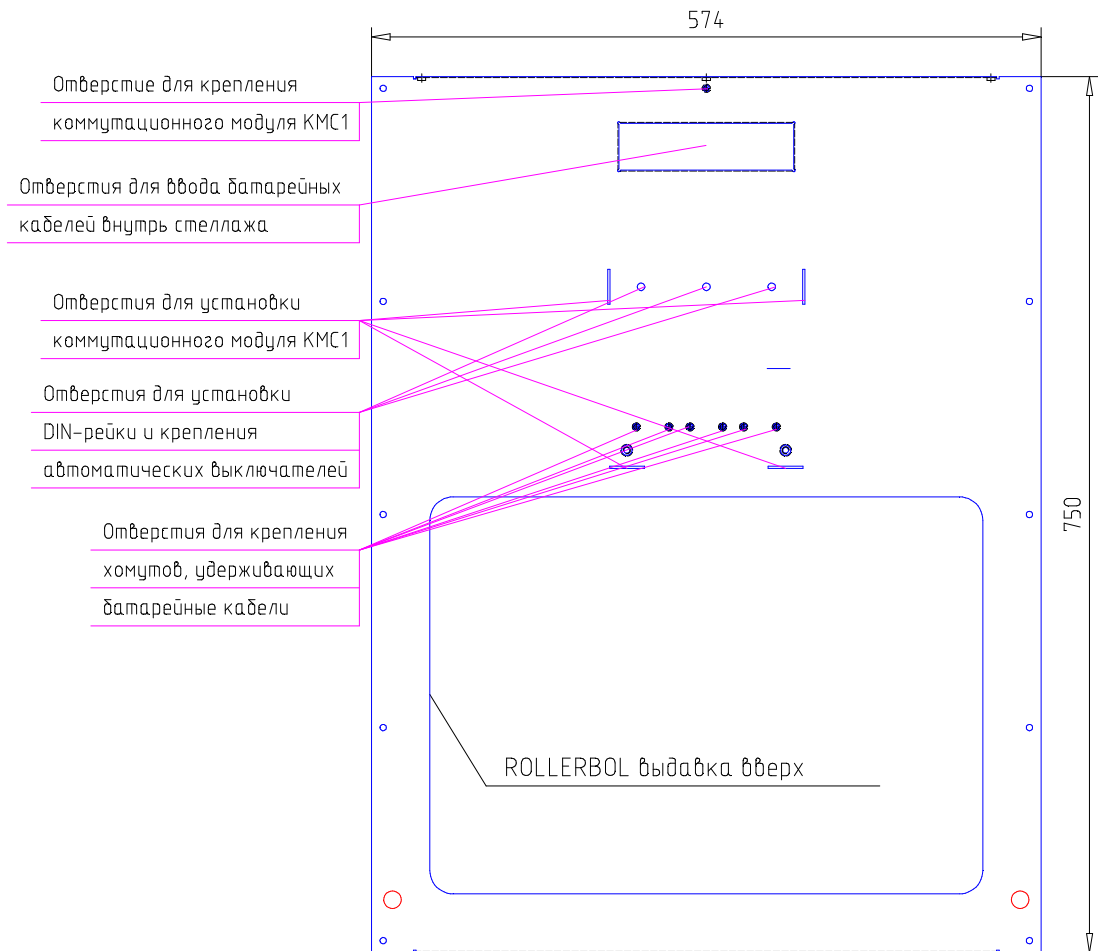 574
Отверстие для крепления
коммутационного модуля КМС1
Отверстия для ввода батарейных
кабелей внутрь стеллажа
Отверстия для установки
коммутационного модуля КМС1
Отверстия для установки
DIN-рейки и крепления
автоматических выключателей
750
Отверстия для крепления
хомутов, удерживающих
батарейные кабели
ROLLERBOL выдавка вверх